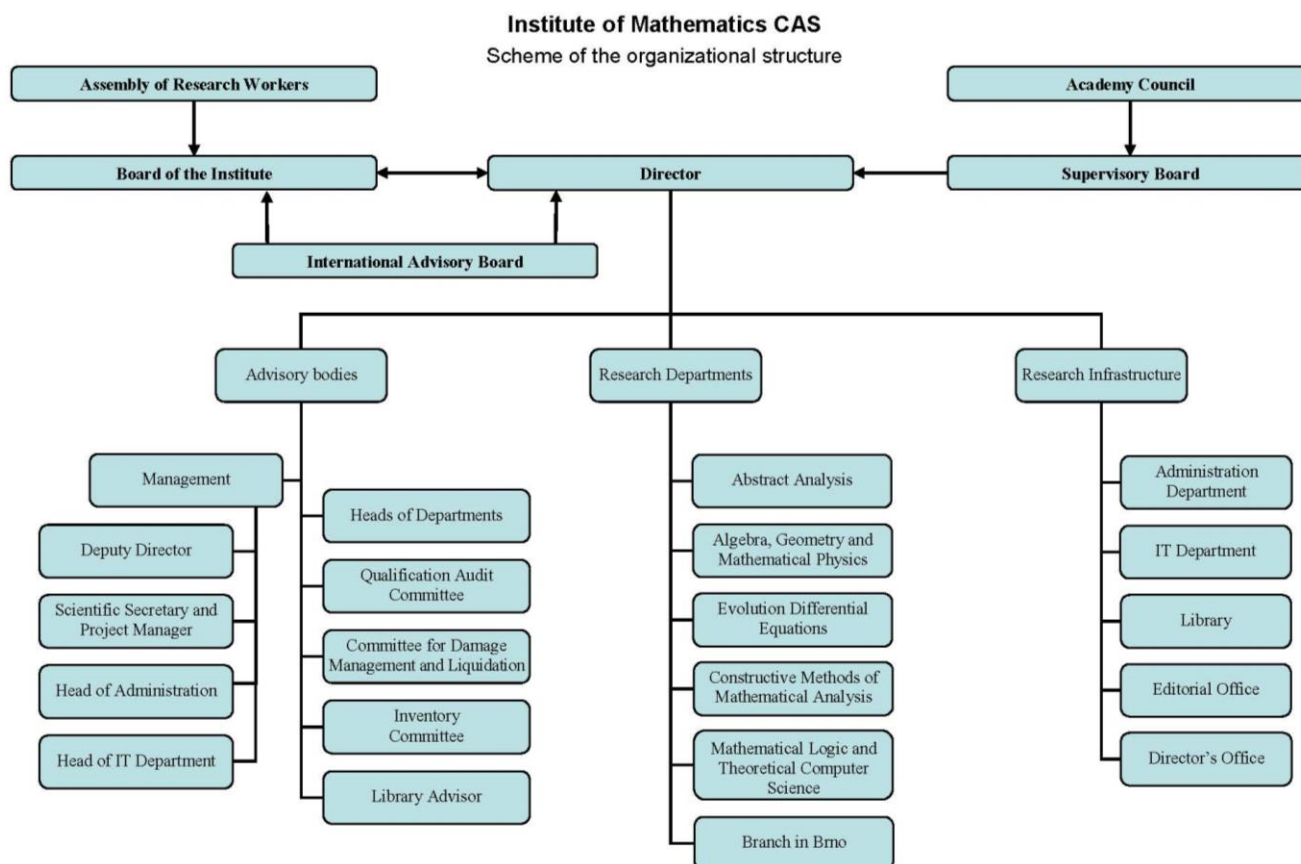 Institute of Mathematics CAS
Scheme of the organizational structure
Assembly of Research Workers
Academy Council
Board of the Institute
Director
Supervisory Board
International Advisory Board
Advisory bodies
Research Departments
Research Infrastructure
Management
Deputy Director
Scientific Secretary and
Project Manager
Head of Administration
Head of IT Department
Heads of Departments
Qualification Audit
Committee
Committee for Damage
Management and Liquidation
Inventory
Committee
Library Advisor
Abstract Analysis
Algebra, Geometry and
Mathematical Physics
Evolution Differential
Equations
Constructive Methods of
Mathematical Analysis
Mathematical Logic and
Theoretical Computer
Science
Branch in Brno
Administration
Department
IT Department
Library
Editorial Office
Director's Office